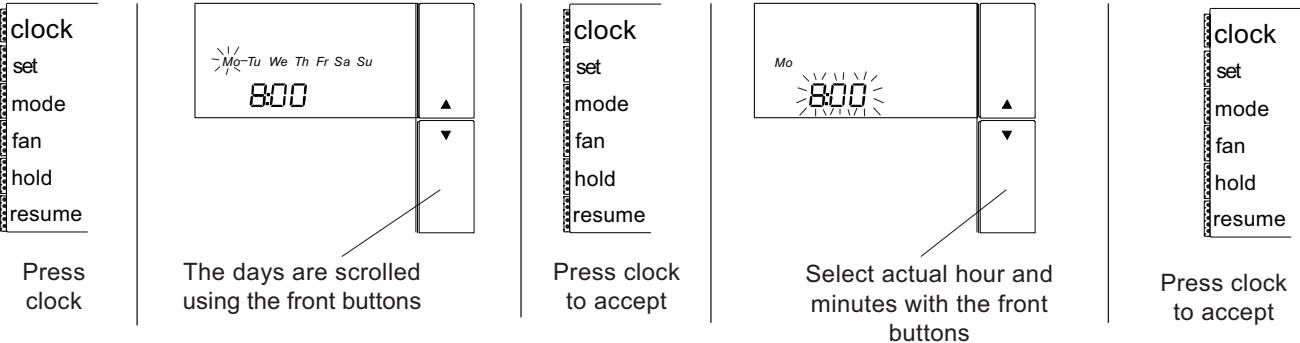 clock
set
mode
fan
hold
resume
Press
clock
Mo Tu We Th Fr Sa Su
8:00
▲
▼
The days are scrolled
using the front buttons
clock
set
mode
fan
hold
resume
Press clock
to accept
Mo
8:00
▲
▼
Select actual hour and
minutes with the front
buttons
clock
set
mode
fan
hold
resume
Press clock
to accept